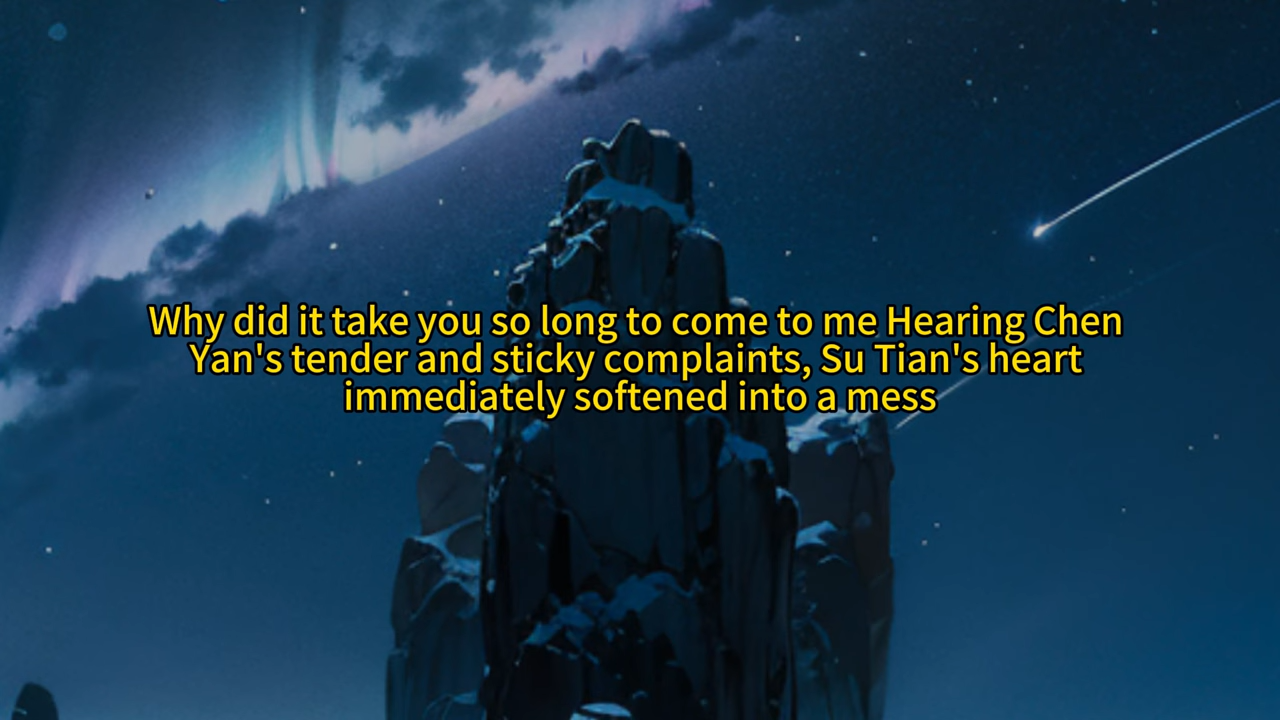 Why did it take you so long to come to me Hearing Chen
Yan's tender and sticky complaints, Su Tian's heart
immediately softened into a mess